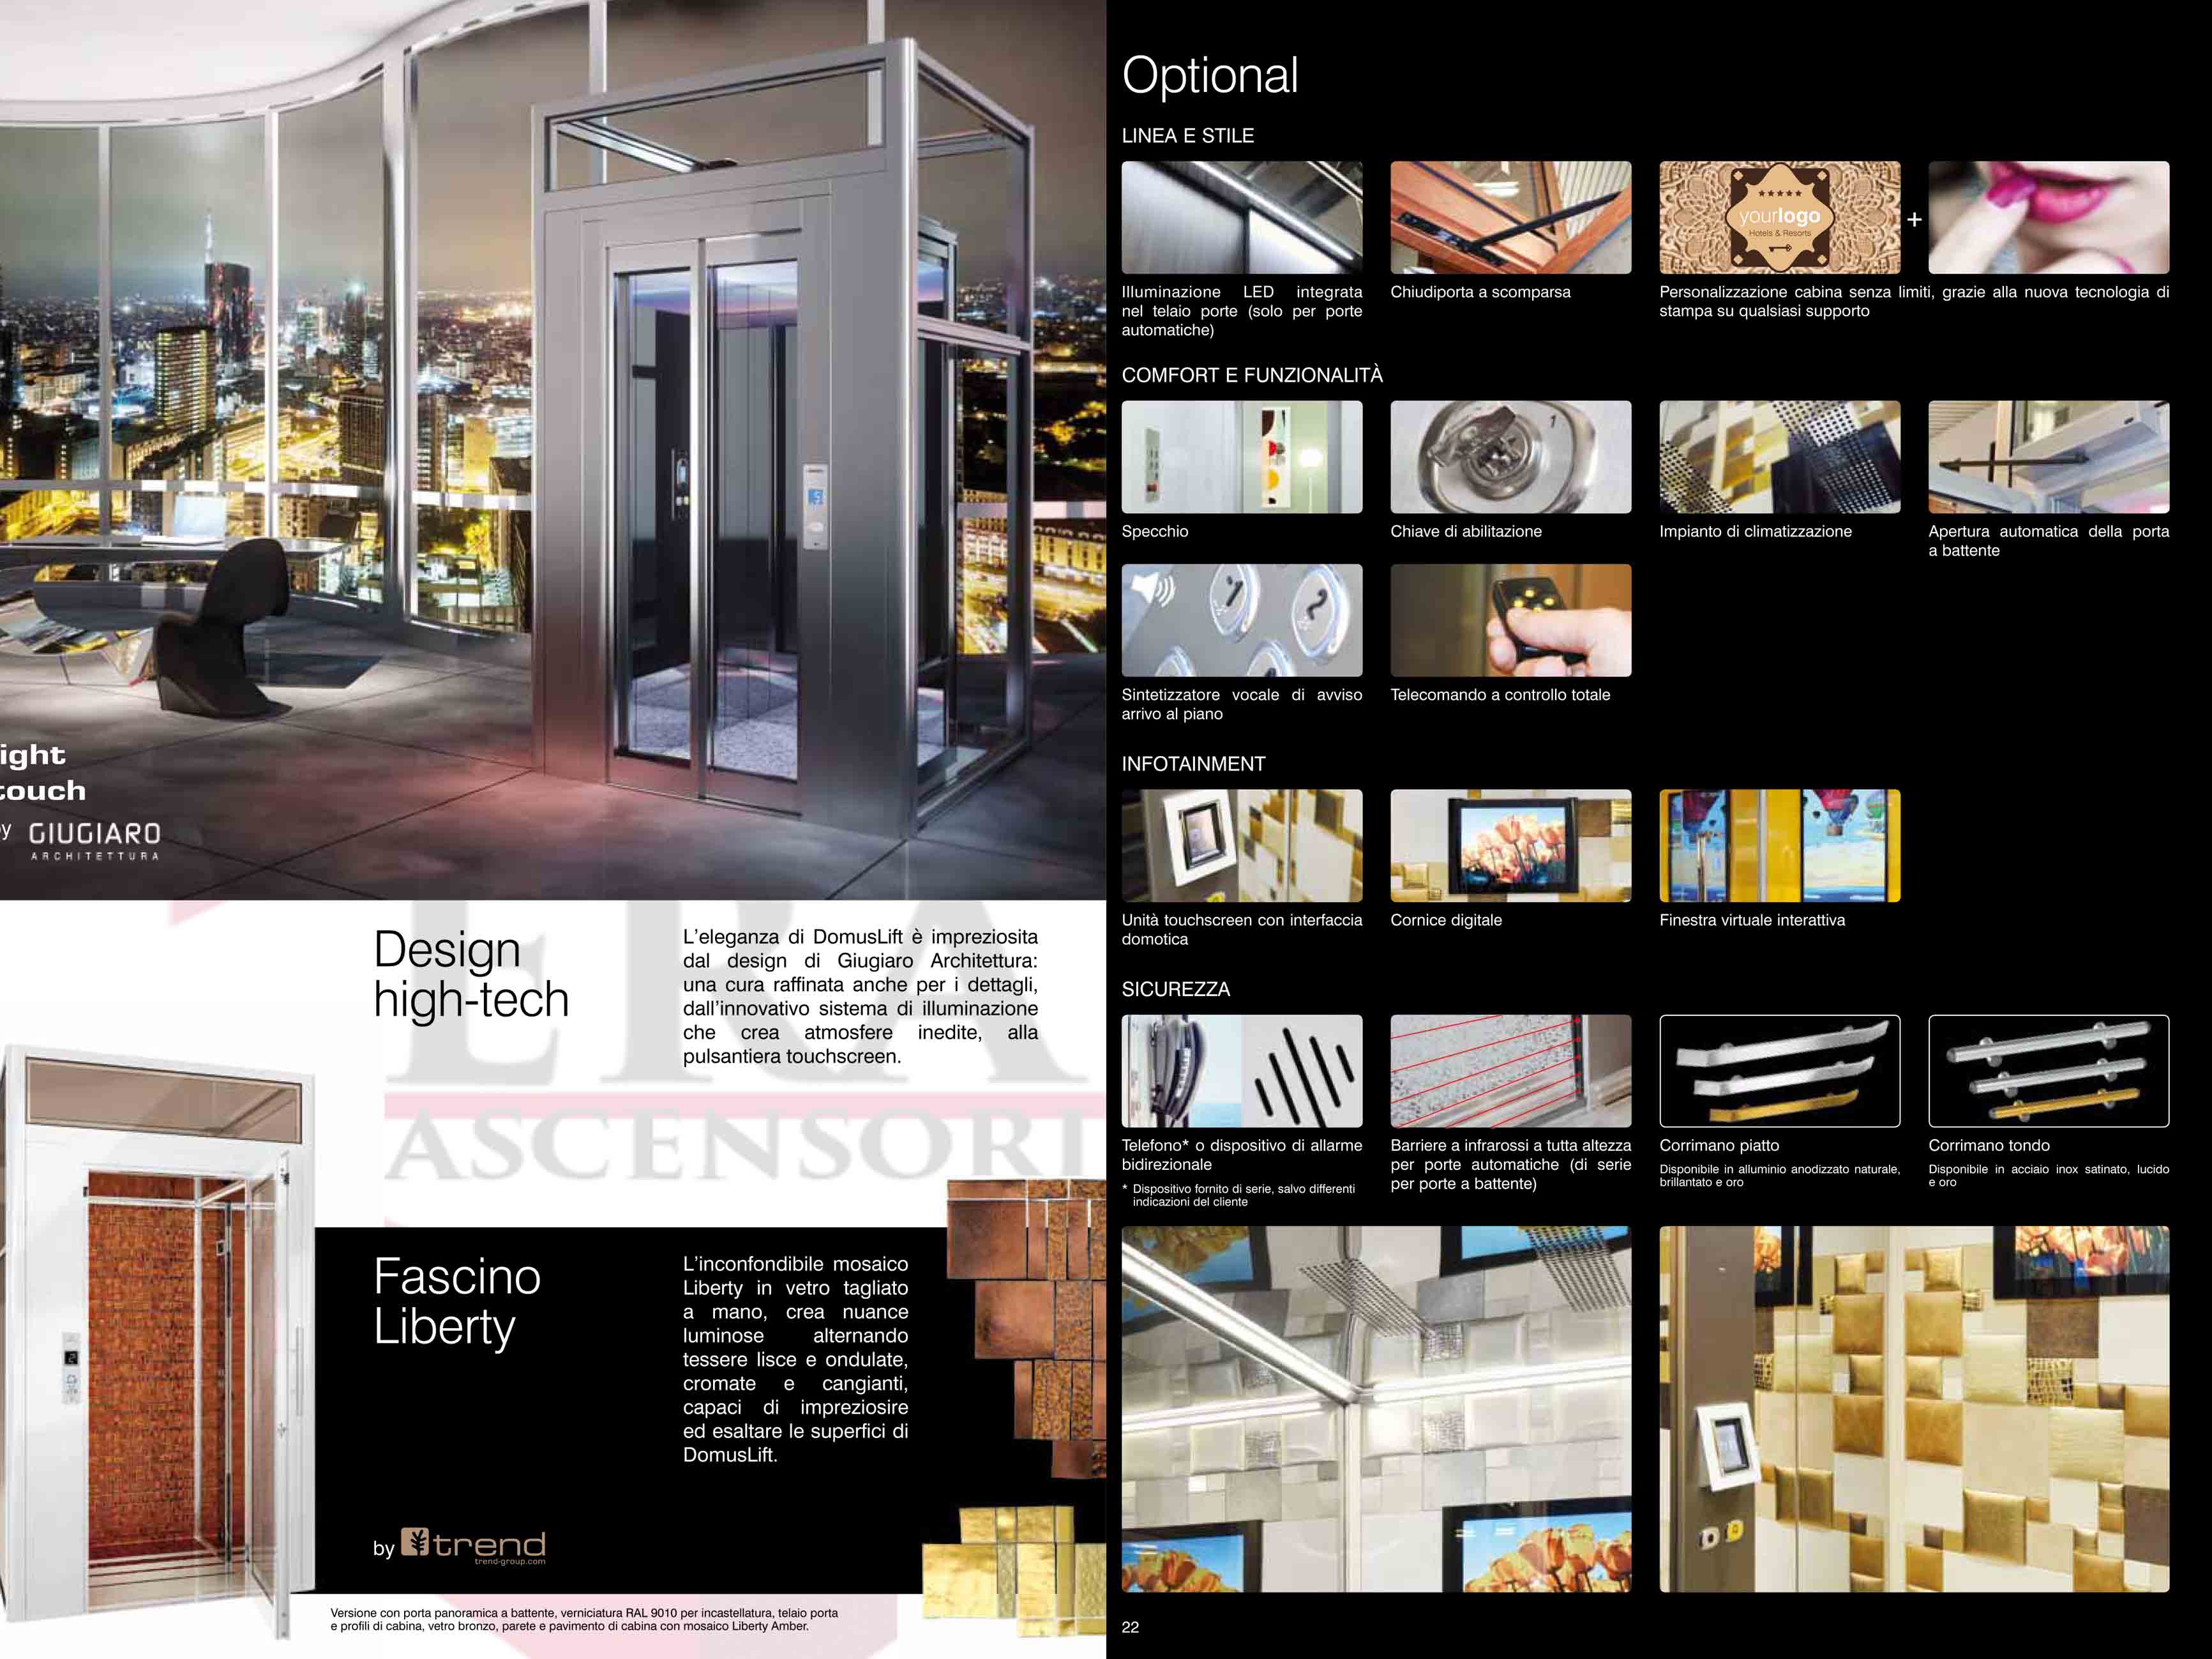 ight
touch
by GIUGIARO
ARCHITETTURA
Design
high-tech
L’eleganza di DomusLift è impreziosita
dal design di Giugiaro Architettura:
una cura raffinata anche per i dettagli,
dall’innovativo sistema di illuminazione
che crea atmosfere inedite, alla
pulsantiera touchscreen.
ERA
ASCENSORI
Fascino
Liberty
L’inconfondibile mosaico
Liberty in vetro tagliato
a mano, crea nuance
luminose alternando
tessere lisce e ondulate,
cromate e cangianti,
capaci di impreziosire
ed esaltare le superfici di
DomusLift.
by trend
trend-group.com
Versione con porta panoramica a battente, verniciatura RAL 9010 per incastellatura, telaio porta
e profili di cabina, vetro bronzo, parete e pavimento di cabina con mosaico Liberty Amber.
Optional
LINEA E STILE
yourlogo
Hotels & Resorts
+
Illuminazione LED integrata
nel telaio porte (solo per porte
automatiche)
Chiudiporta a scomparsa
Personalizzazione cabina senza limiti, grazie alla nuova tecnologia di
stampa su qualsiasi supporto
COMFORT E FUNZIONALITÀ
1
Specchio
Chiave di abilitazione
Impianto di climatizzazione
Apertura automatica della porta
a battente
1 2
Sintetizzatore vocale di avviso
arrivo al piano
Telecomando a controllo totale
INFOTAINMENT
Unità touchscreen con interfaccia
domotica
Cornice digitale
Finestra virtuale interattiva
SICUREZZA
Telefono* o dispositivo di allarme
bidirezionale
* Dispositivo fornito di serie, salvo differenti
indicazioni del cliente
Barriere a infrarossi a tutta altezza
per porte automatiche (di serie
per porte a battente)
Corrimano piatto
Disponibile in alluminio anodizzato naturale,
brillantato e oro
Corrimano tondo
Disponibile in acciaio inox satinato, lucido
e oro
22